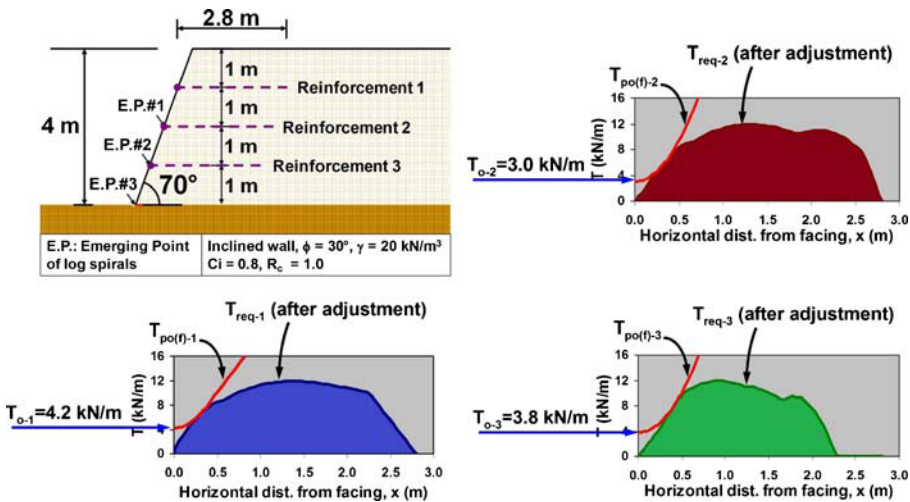 2.8 m
4 m
1 m
1 m
1 m
1 m
Reinforcement 1
Reinforcement 2
Reinforcement 3
E.P.#1
E.P.#2
E.P.#3
70°
E.P.: Emerging Point
of log spirals
Inclined wall, ϕ = 30°, γ = 20 kN/m³
Ci = 0.8, Rc = 1.0
Treq-2 (after adjustment)
Tpo(f)-2
To-2=3.0 kN/m
T (kN/m)
16
12
8
4
0
0.0 0.5 1.0 1.5 2.0 2.5 3.0
Horizontal dist. from facing, x (m)
Treq-1 (after adjustment)
Tpo(f)-1
To-1=4.2 kN/m
T (kN/m)
16
12
8
4
0
0.0 0.5 1.0 1.5 2.0 2.5 3.0
Horizontal dist. from facing, x (m)
Treq-3 (after adjustment)
Tpo(f)-3
To-3=3.8 kN/m
T (kN/m)
16
12
8
4
0
0.0 0.5 1.0 1.5 2.0 2.5 3.0
Horizontal dist. from facing, x (m)